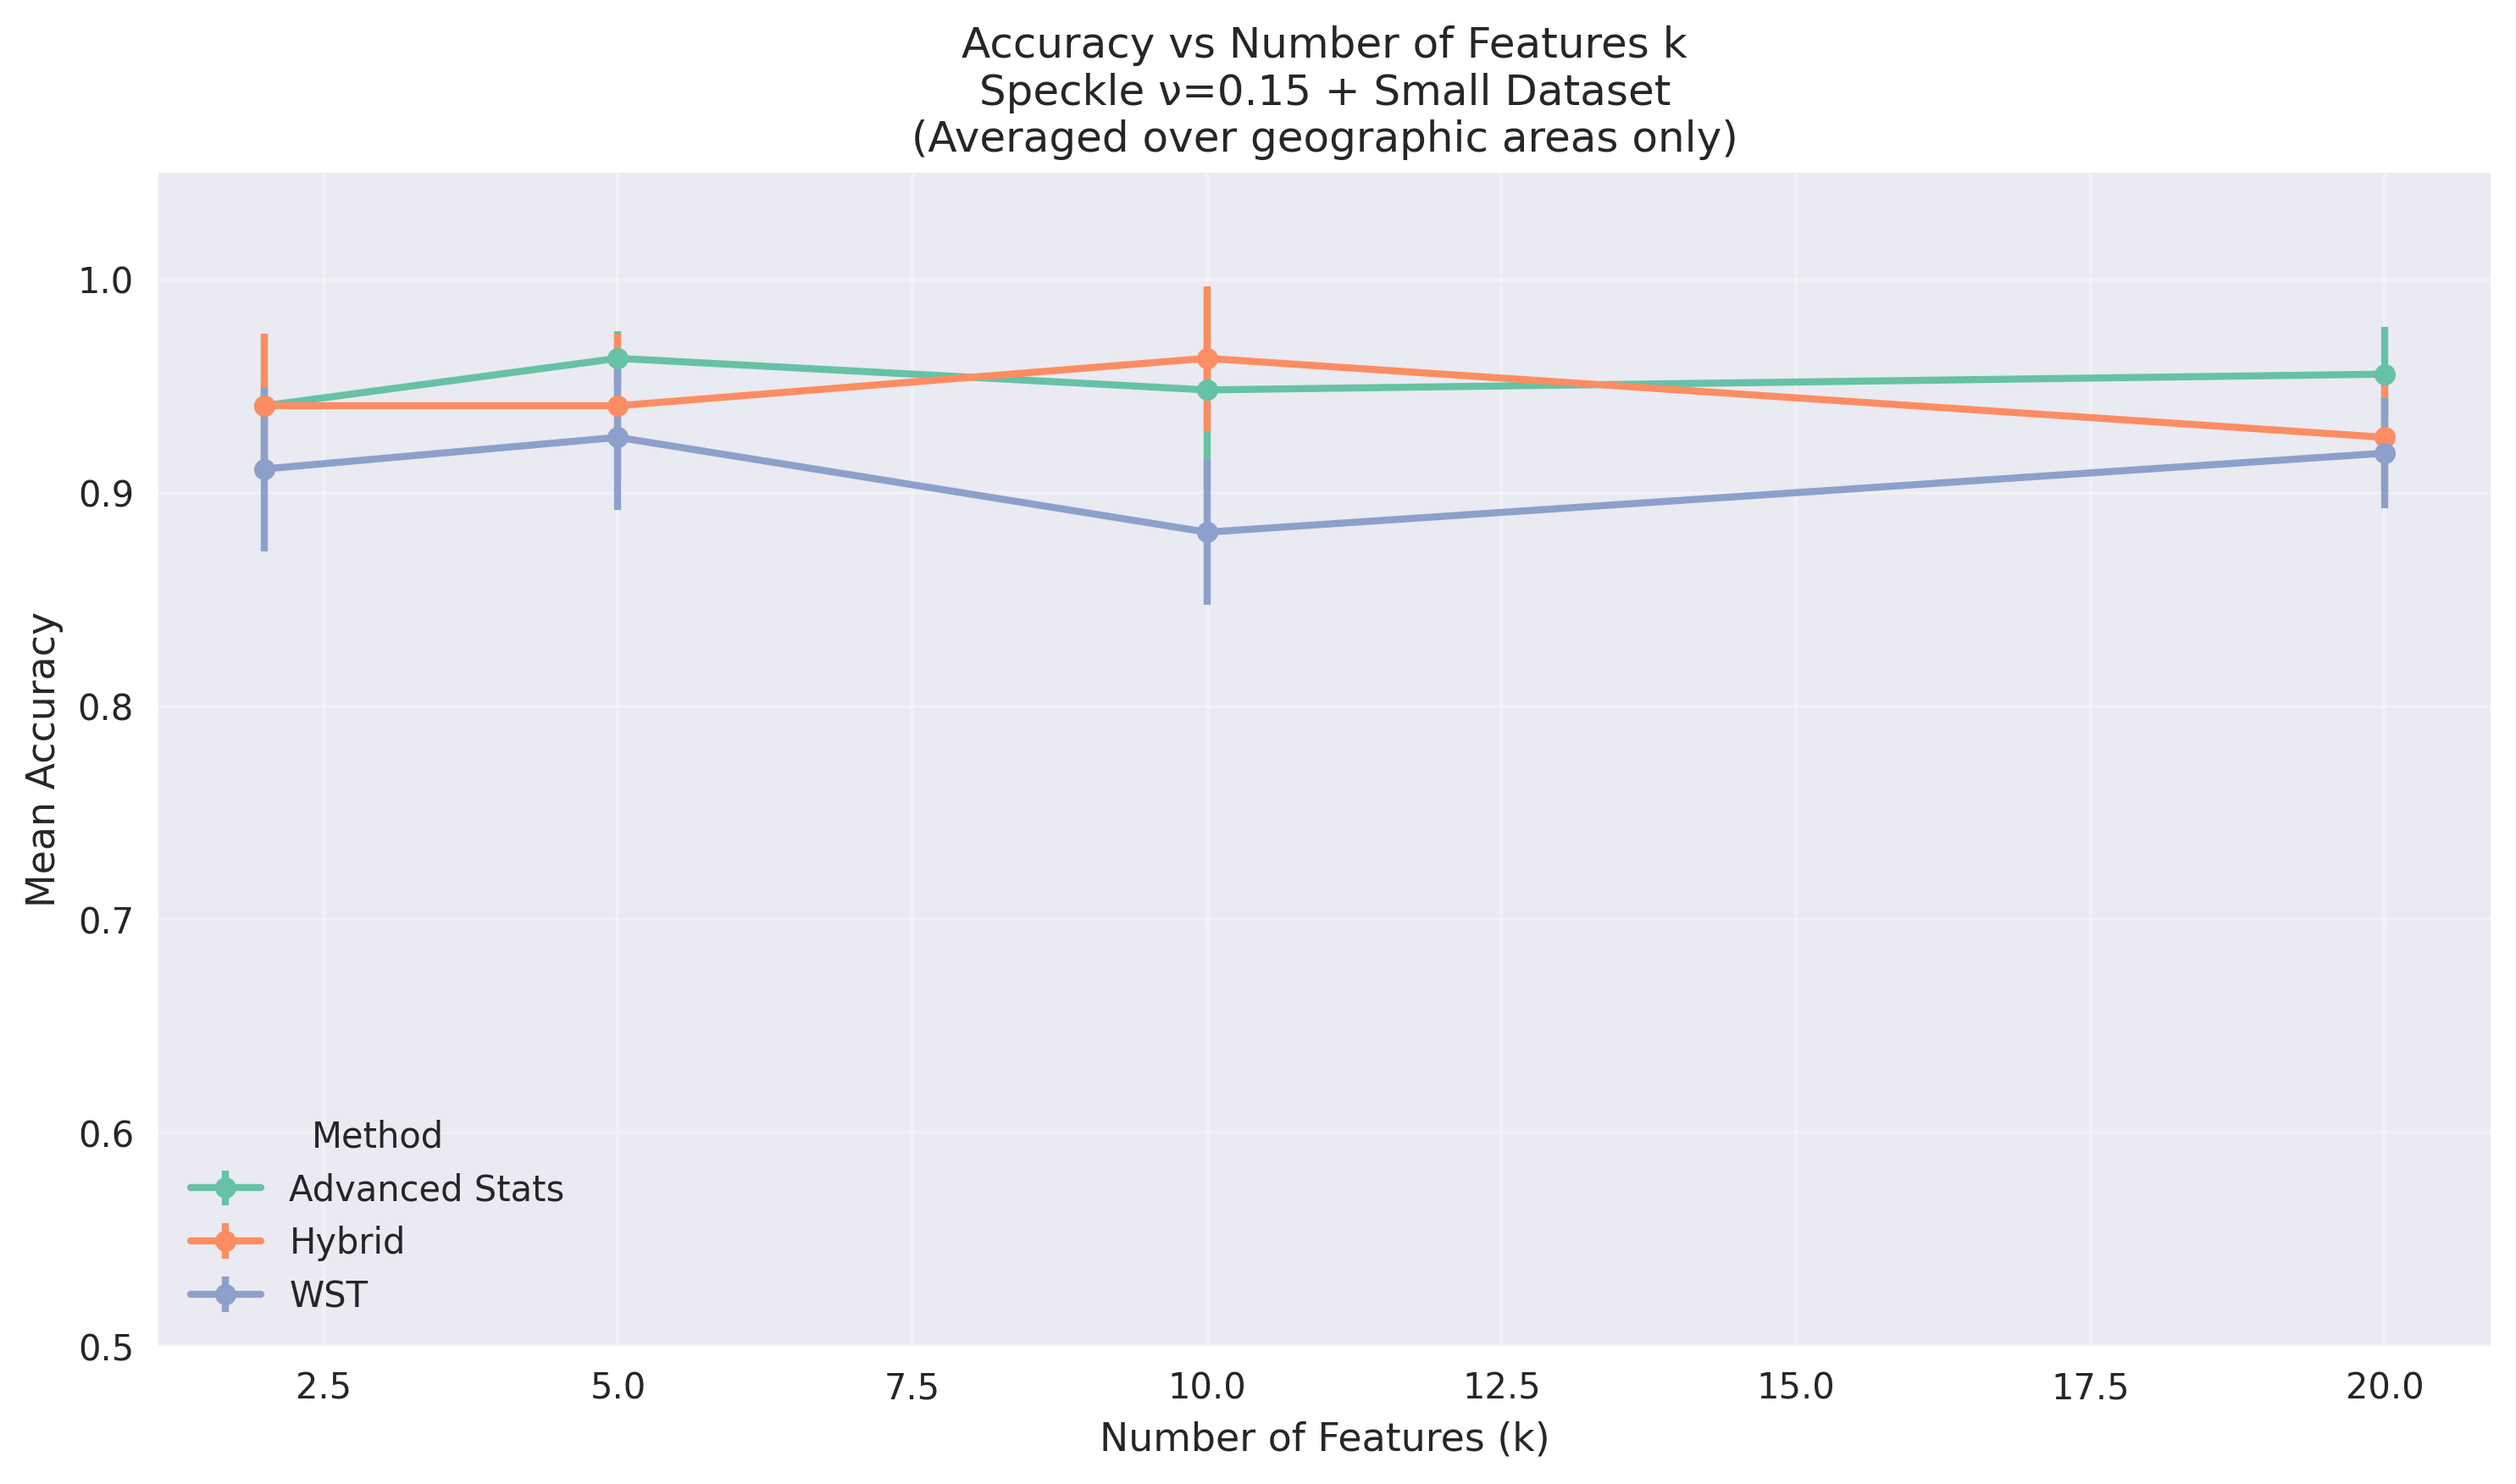 Accuracy vs Number of Features k
Speckle ν=0.15 + Small Dataset
(Averaged over geographic areas only)
Mean Accuracy
1.0
0.9
0.8
0.7
0.6
0.5
Method
Advanced Stats
Hybrid
WST
2.5 5.0 7.5 10.0 12.5 15.0 17.5 20.0
Number of Features (k)